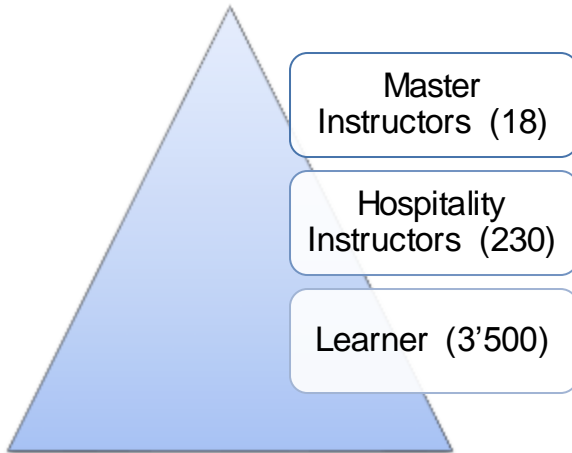 Master
Instructors (18)
Hospitality
Instructors (230)
Learner (3’500)